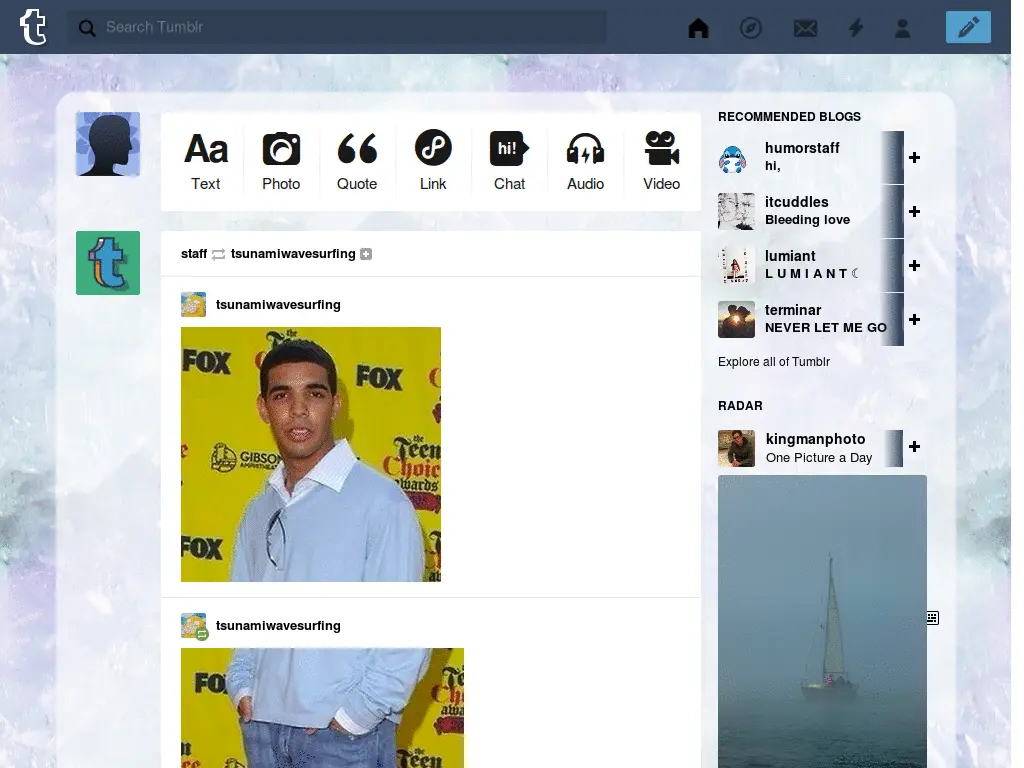 Search Tumblr
Aa
hi!
Text
Photo
Quote
Link
Chat
Audio
Video
staff tsunamiwavesurfing
tsunamiwavesurfing
FOX
the
Teen
FOX
GIBSON
the
Teen
Choice
awards
FOX
tsunamiwavesurfing
RECOMMENDED BLOGS
humorstaff
hi,
itcuddles
Bleeding love
lumiant
L U M I A N T ☾
terminar
NEVER LET ME GO
Explore all of Tumblr
RADAR
kingmanphoto
One Picture a Day